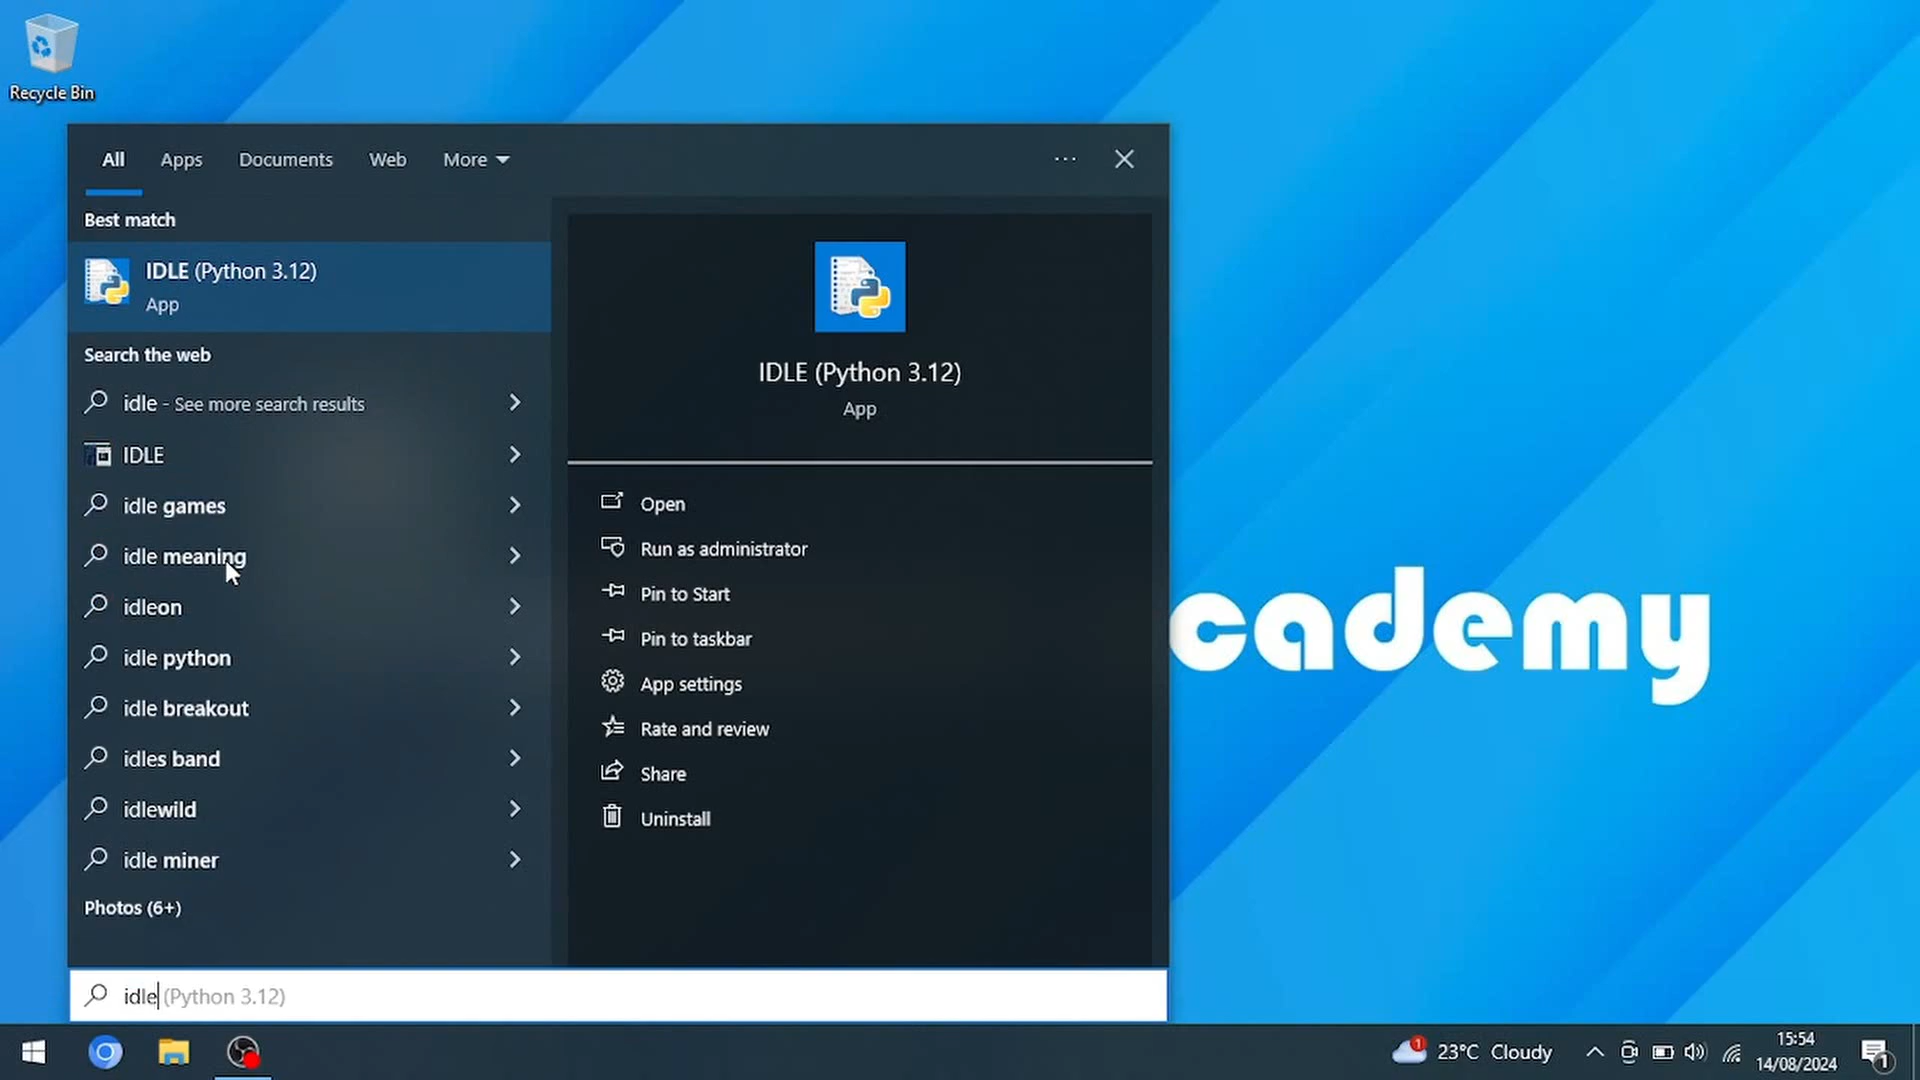 Recycle Bin
All Apps Documents Web More
Best match
IDLE (Python 3.12)
App
Search the web
idle - See more search results
IDLE
idle games
idle meaning
idleon
idle python
idle breakout
idles band
idlewild
idle miner
Photos (6+)
IDLE (Python 3.12)
App
Open
Run as administrator
Pin to Start
Pin to taskbar
App settings
Rate and review
Share
Uninstall
cademy
idle (Python 3.12)
1
23°C Cloudy
15:54
14/08/2024
1